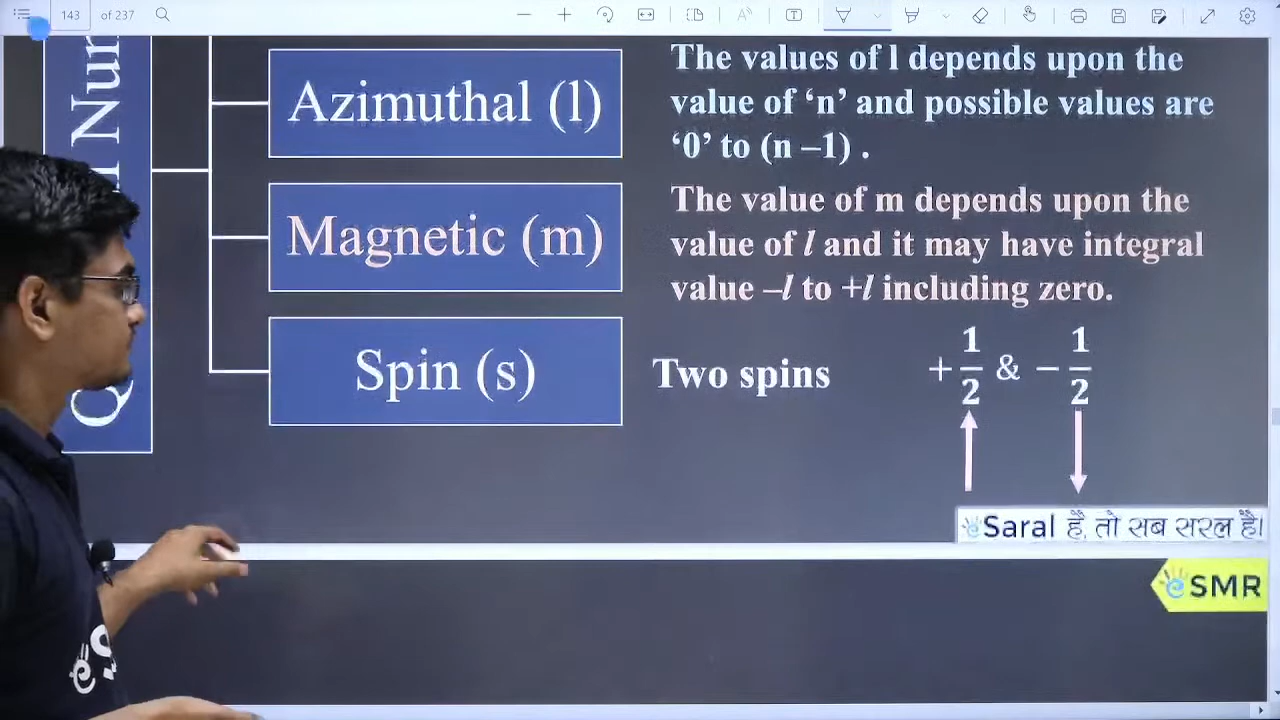 143 of 237
Azimuthal (l)
The values of l depends upon the
value of ‘n’ and possible values are
‘0’ to (n –1) .
Magnetic (m)
The value of m depends upon the
value of l and it may have integral
value –l to +l including zero.
Spin (s)
Two spins +1/2 & −1/2
eSaral है, तो सब सरल है।
eSMR